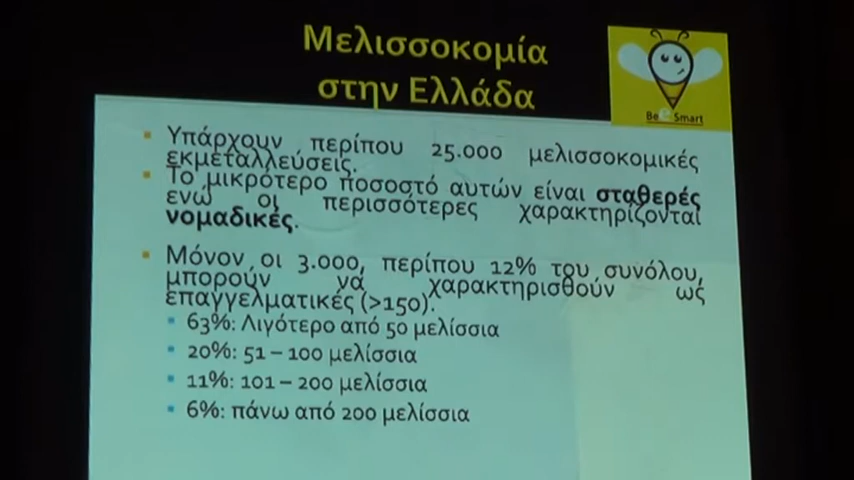 Μελισσοκομία
στην Ελλάδα
Bee Smart
Υπάρχουν περίπου 25.000 μελισσοκομικές
εκμεταλλεύσεις.
Το μικρότερο ποσοστό αυτών είναι σταθερές
ενώ οι περισσότερες χαρακτηρίζονται
νομαδικές.
Μόνον οι 3.000, περίπου 12% του συνόλου,
μπορούν να χαρακτηρισθούν ως
επαγγελματικές (>150).
63%: Λιγότερο από 50 μελίσσια
20%: 51 – 100 μελίσσια
11%: 101 – 200 μελίσσια
6%: πάνω από 200 μελίσσια